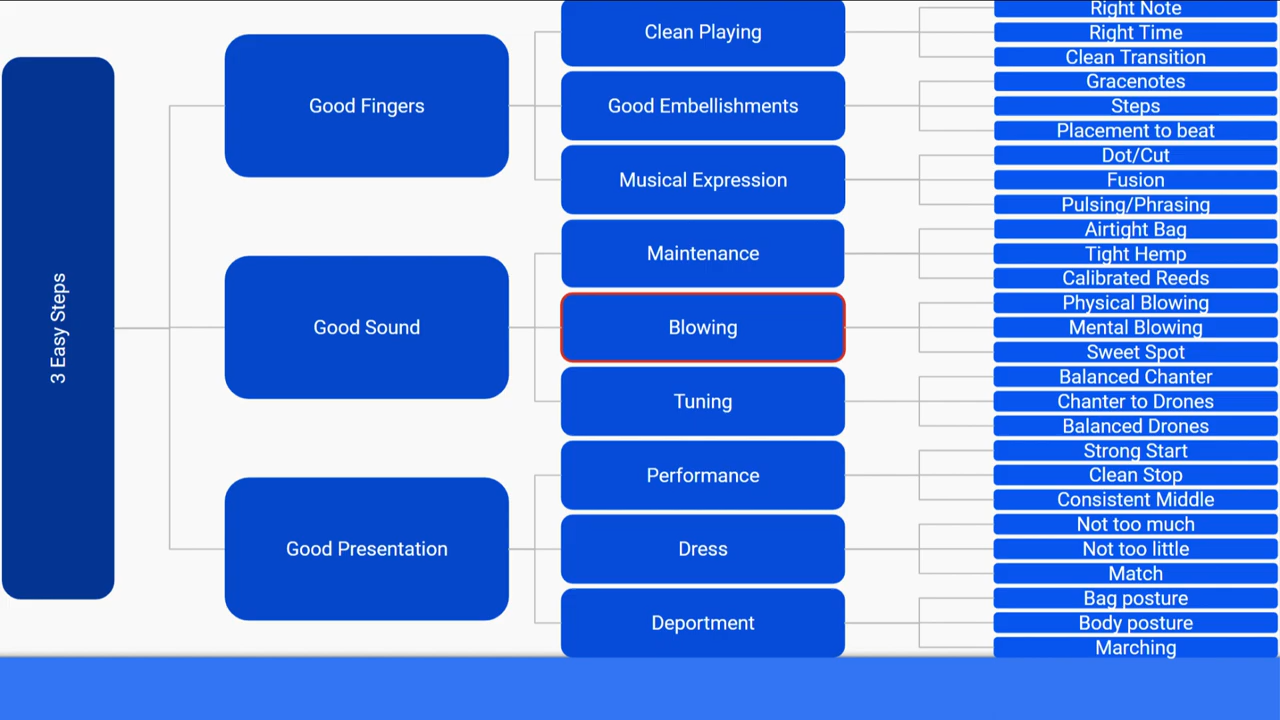 3 Easy Steps
Good Fingers
Clean Playing
Right Note
Right Time
Clean Transition
Good Embellishments
Gracenotes
Steps
Placement to beat
Musical Expression
Dot/Cut
Fusion
Pulsing/Phrasing
Good Sound
Maintenance
Airtight Bag
Tight Hemp
Calibrated Reeds
Blowing
Physical Blowing
Mental Blowing
Sweet Spot
Tuning
Balanced Chanter
Chanter to Drones
Balanced Drones
Good Presentation
Performance
Strong Start
Clean Stop
Consistent Middle
Dress
Not too much
Not too little
Match
Deportment
Bag posture
Body posture
Marching